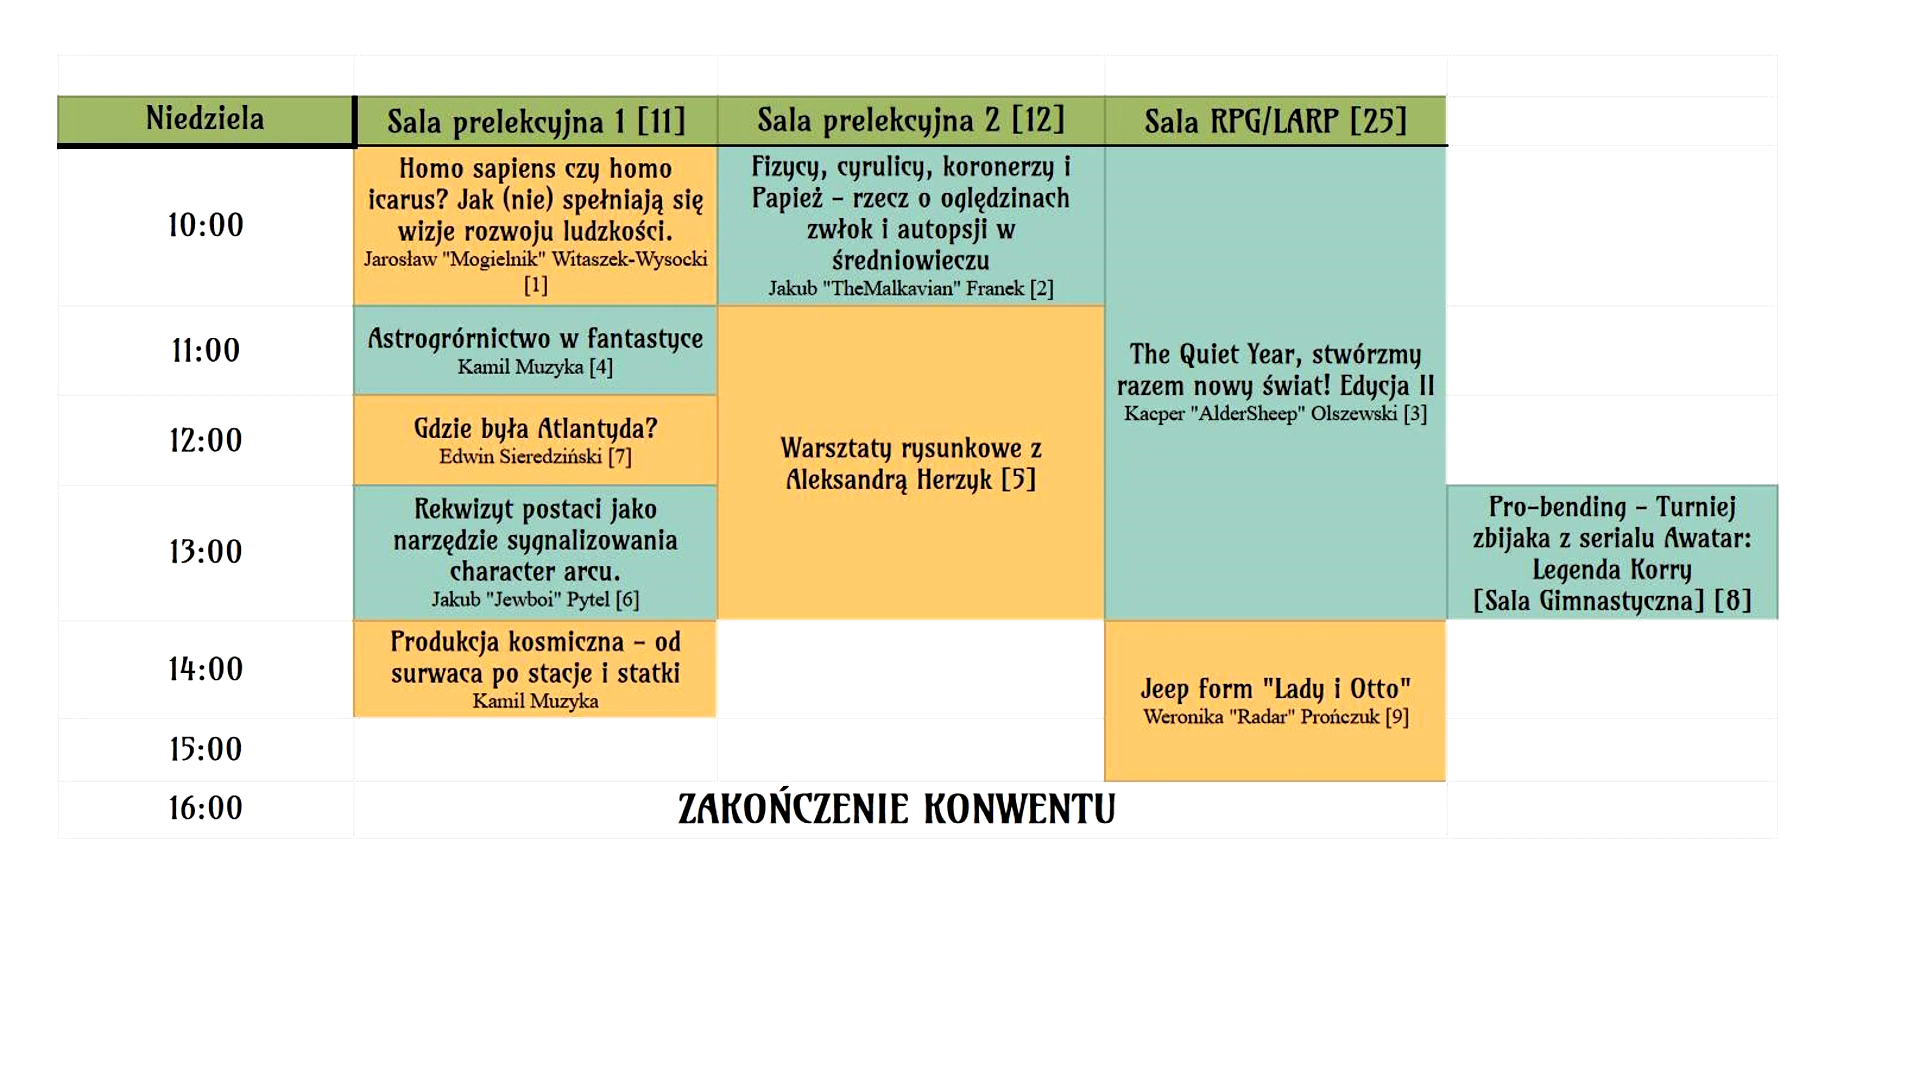 Niedziela
Sala prelekcyjna 1 [11]
Sala prelekcyjna 2 [12]
Sala RPG/LARP [25]
10:00
Homo sapiens czy homo
icarus? Jak (nie) spełniają się
wizje rozwoju ludzkości.
Jarosław "Mogielnik" Witaszek-Wysocki
[1]
Fizycy, cyrulicy, koronerzy i
Papież – rzecz o oględzinach
zwłok i autopsji w
średniowieczu
Jakub "TheMalkavian" Franek [2]
The Quiet Year, stwórzmy
razem nowy świat! Edycja II
Kacper "AlderSheep" Olszewski [3]
11:00
Astrogrórnictwo w fantastyce
Kamil Muzyka [4]
Warsztaty rysunkowe z
Aleksandrą Herzyk [5]
12:00
Gdzie była Atlantyda?
Edwin Sieredziński [7]
13:00
Rekwizyt postaci jako
narzędzie sygnalizowania
character arcu.
Jakub "Jewboi" Pytel [6]
Pro-bending – Turniej
zbijaka z serialu Awatar:
Legenda Korry
[Sala Gimnastyczna] [8]
14:00
Produkcja kosmiczna – od
surwaca po stacje i statki
Kamil Muzyka
Jeep form "Lady i Otto"
Weronika "Radar" Prończuk [9]
15:00
16:00
ZAKOŃCZENIE KONWENTU